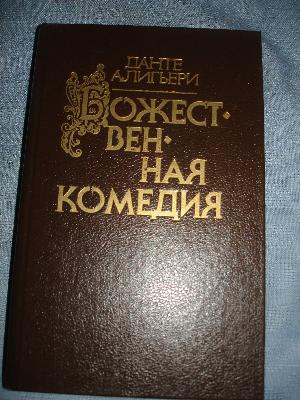 ДАНТЕ
АЛИГЬЕРИ
БОЖЕСТ·
ВЕН·
НАЯ
КОМЕДИЯ